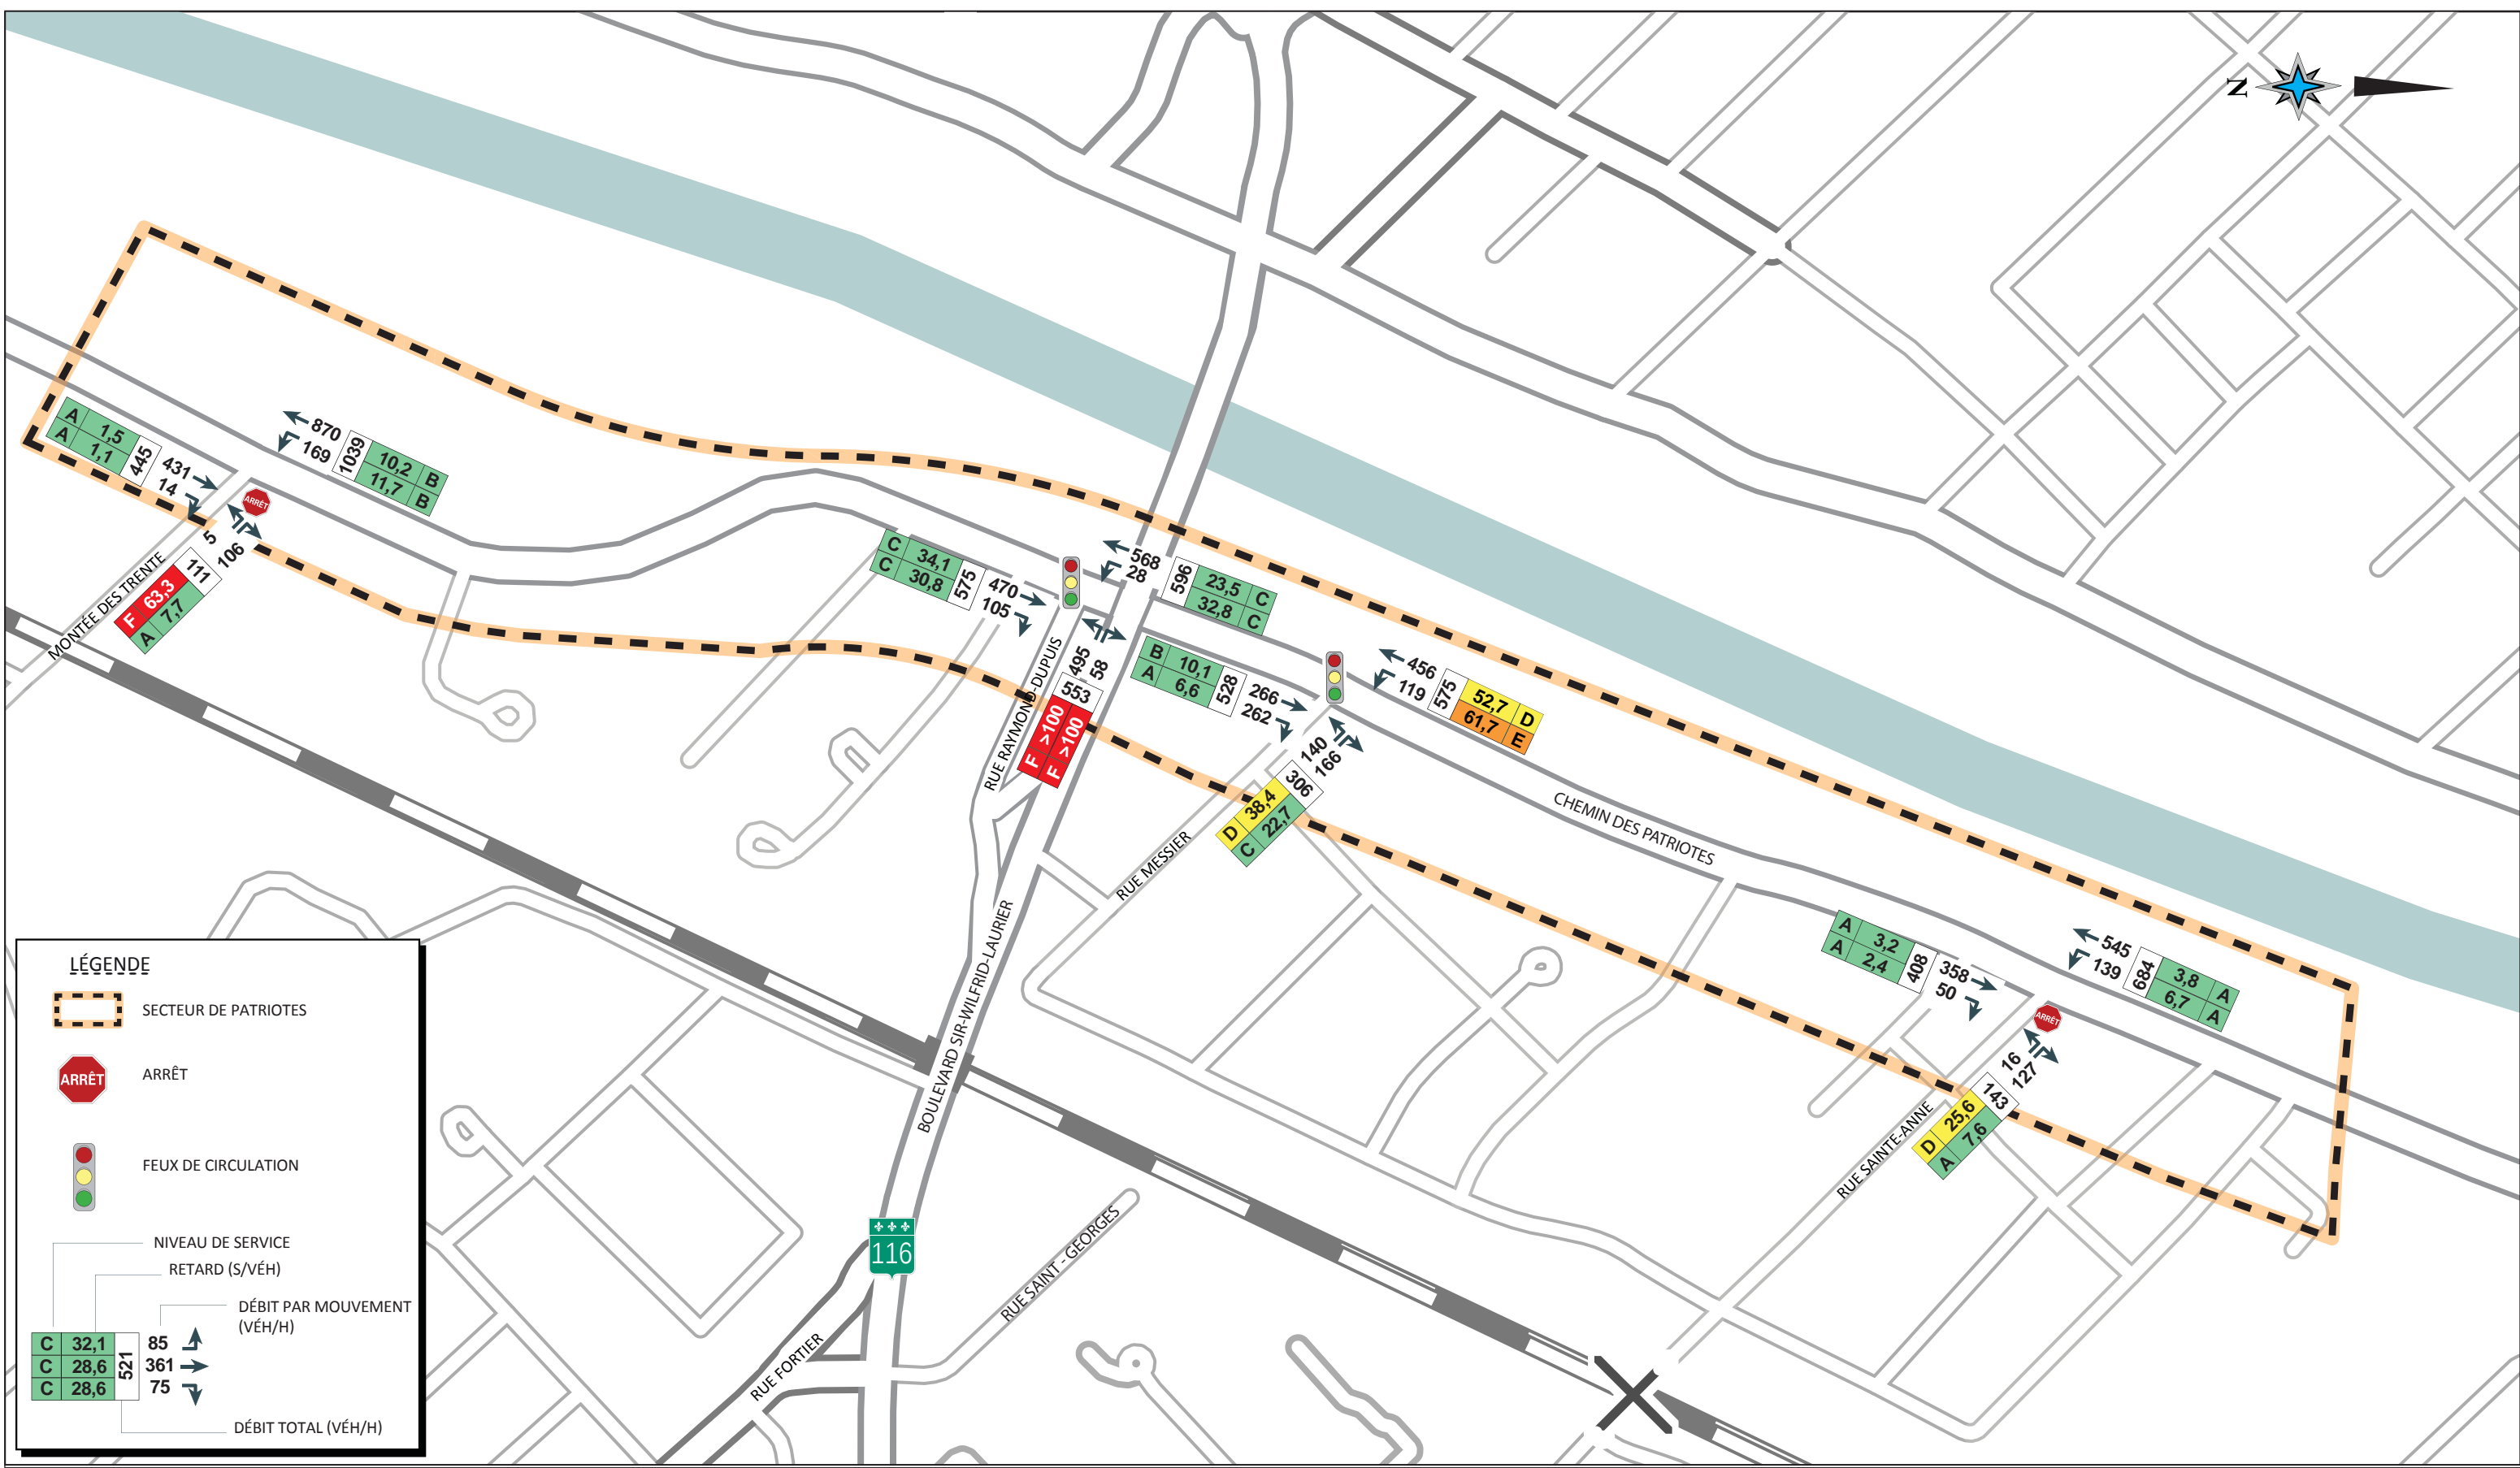 N
A 1,5
A 1,1
445
431
14
870
169
1039
10,2 B
11,7 B
ARRÊT
5
106
111
F 63,3
A 7,7
MONTÉE DES TRENTE
C 34,1
C 30,8
575
470
105
568
28
596
23,5 C
32,8 C
495
58
553
F >100
F >100
RUE RAYMOND-DUPUIS
B 10,1
A 6,6
528
266
262
456
119
575
52,7 D
61,7 E
140
166
306
D 38,4
C 22,7
RUE MESSIER
CHEMIN DES PATRIOTES
BOULEVARD SIR-WILFRID-LAURIER
A 3,2
A 2,4
408
358
50
545
139
684
3,8 A
6,7 A
ARRÊT
16
127
143
D 25,6
A 7,6
RUE SAINTE-ANNE
116
RUE SAINT - GEORGES
RUE FORTIER
LÉGENDE
SECTEUR DE PATRIOTES
ARRÊT
ARRÊT
FEUX DE CIRCULATION
NIVEAU DE SERVICE
RETARD (S/VÉH)
DÉBIT PAR MOUVEMENT
(VÉH/H)
C 32,1
C 28,6
C 28,6
521
85
361
75
DÉBIT TOTAL (VÉH/H)